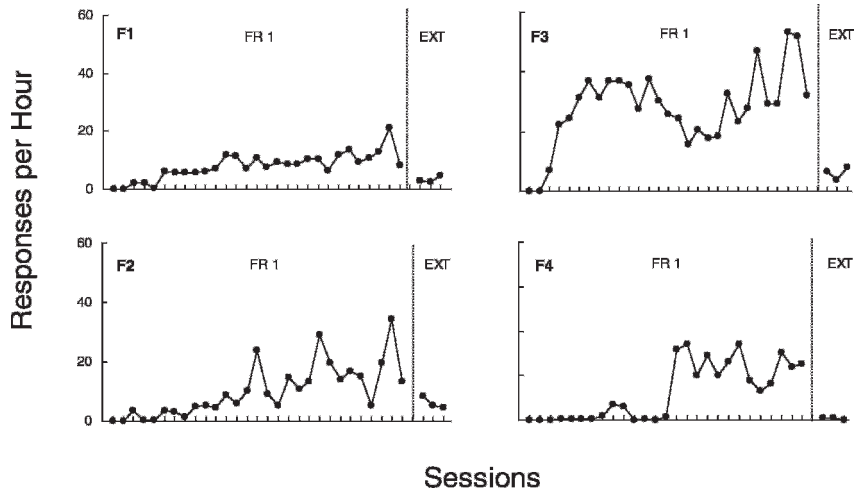 Responses per Hour
60
40
20
0
F1
FR 1
EXT
F3
FR 1
EXT
60
40
20
0
F2
FR 1
EXT
F4
FR 1
EXT
Sessions